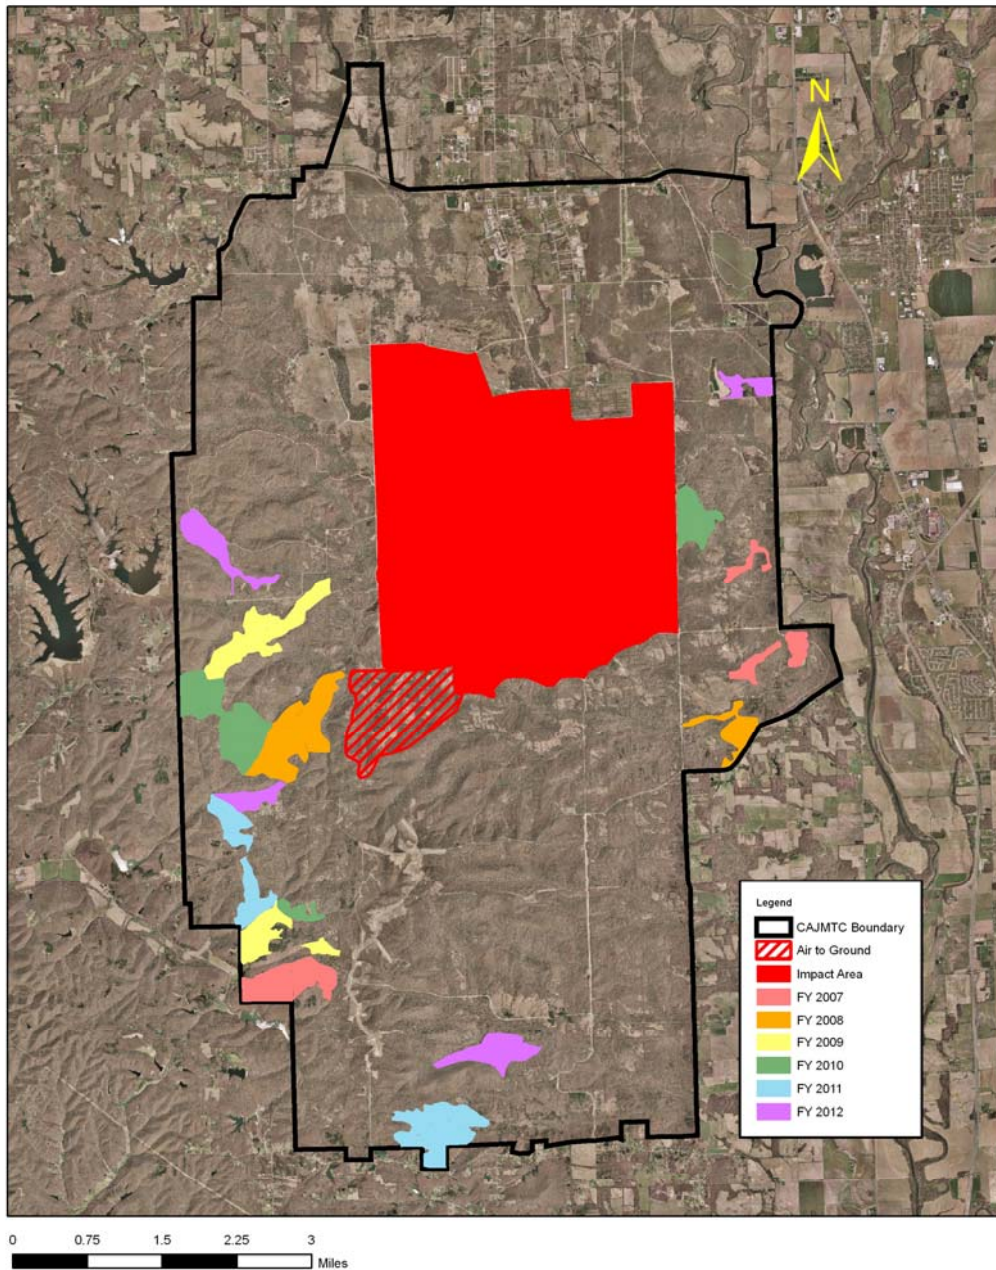 N
Legend
CAJMTC Boundary
Air to Ground
Impact Area
FY 2007
FY 2008
FY 2009
FY 2010
FY 2011
FY 2012
0 0.75 1.5 2.25 3
Miles